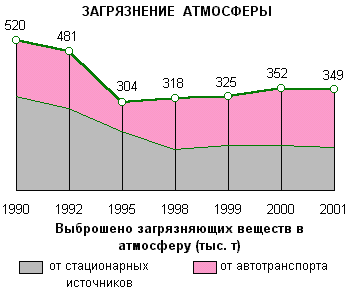 ЗАГРЯЗНЕНИЕ АТМОСФЕРЫ
520
481
304
318
325
352
349
1990 1992 1995 1998 1999 2000 2001
Выброшено загрязняющих веществ в
атмосферу (тыс. т)
от стационарных
источников
от автотранспорта